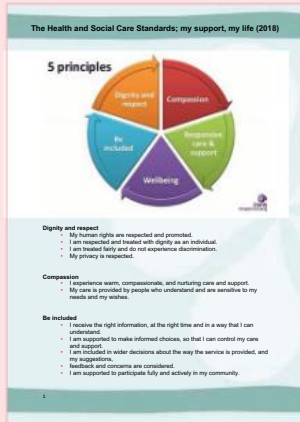 The Health and Social Care Standards; my support, my life (2018)
5 principles
Dignity and
respect
Compassion
Be
included
Responsive
care &
support
Wellbeing
Dignity and respect
• My human rights are respected and promoted.
• I am respected and treated with dignity as an individual.
• I am treated fairly and do not experience discrimination.
• My privacy is respected.
Compassion
• I experience warm, compassionate, and nurturing care and support.
• My care is provided by people who understand and are sensitive to my
needs and my wishes.
Be included
• I receive the right information, at the right time and in a way that I can
understand.
• I am supported to make informed choices, so that I can control my care
and support.
• I am included in wider decisions about the way the service is provided, and
my suggestions,
• feedback and concerns are considered.
• I am supported to participate fully and actively in my community.